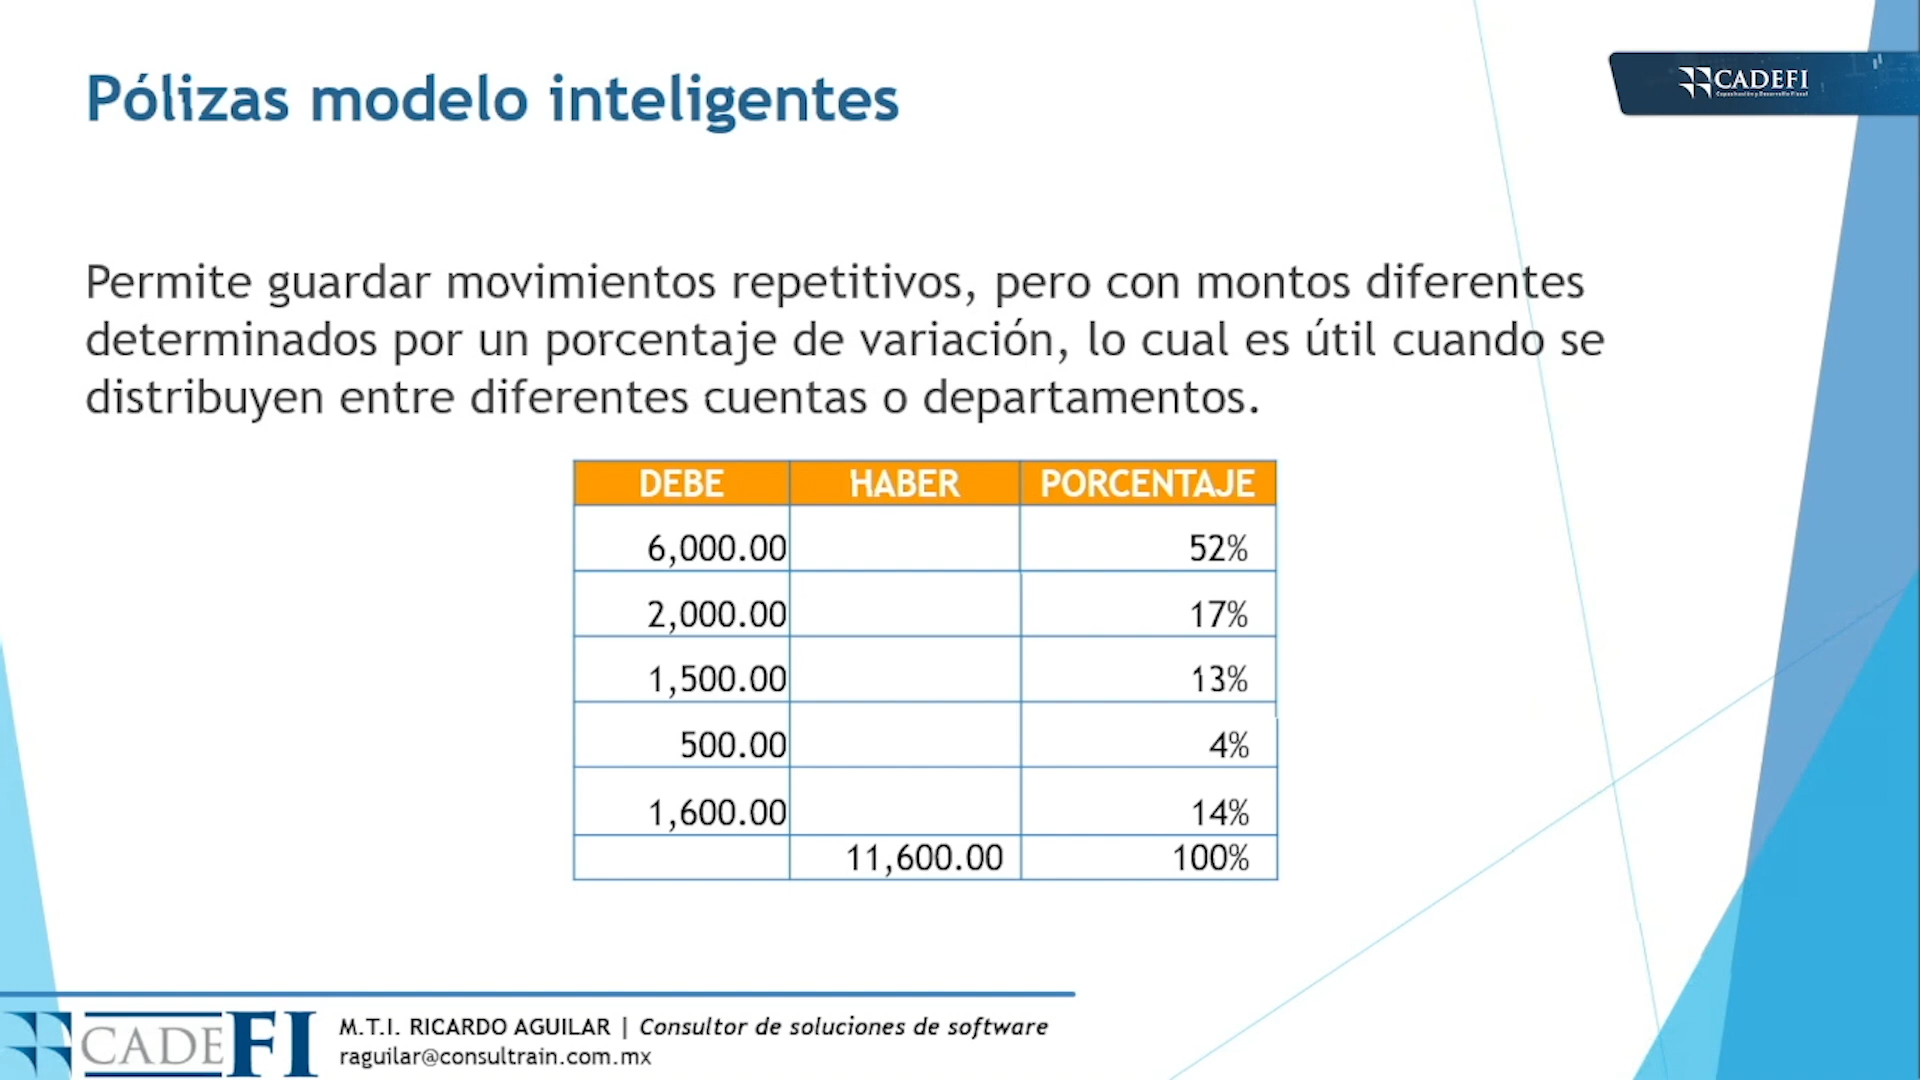 Pólizas modelo inteligentes
CADEFI
Capacitación y Desarrollo Fiscal
Permite guardar movimientos repetitivos, pero con montos diferentes
determinados por un porcentaje de variación, lo cual es útil cuando se
distribuyen entre diferentes cuentas o departamentos.
DEBE HABER PORCENTAJE
6,000.00 52%
2,000.00 17%
1,500.00 13%
500.00 4%
1,600.00 14%
11,600.00 100%
CADEFI
M.T.I. RICARDO AGUILAR | Consultor de soluciones de software
raguilar@consultrain.com.mx